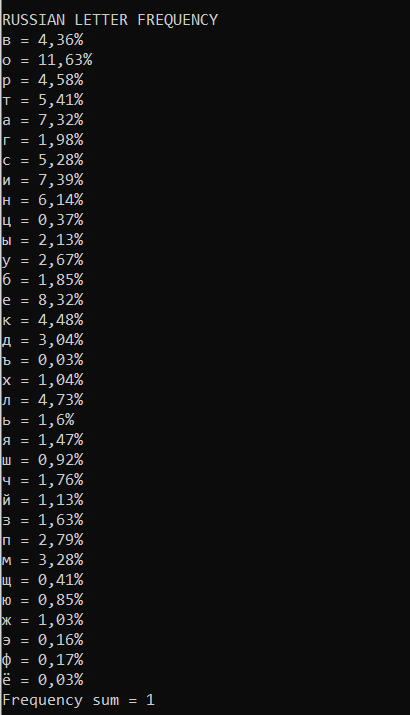 RUSSIAN LETTER FREQUENCY
в = 4,36%
о = 11,63%
р = 4,58%
т = 5,41%
а = 7,32%
г = 1,98%
с = 5,28%
и = 7,39%
н = 6,14%
ц = 0,37%
ы = 2,13%
у = 2,67%
б = 1,85%
е = 8,32%
к = 4,48%
д = 3,04%
ъ = 0,03%
х = 1,04%
л = 4,73%
ь = 1,6%
я = 1,47%
ш = 0,92%
ч = 1,76%
й = 1,13%
з = 1,63%
п = 2,79%
м = 3,28%
щ = 0,41%
ю = 0,85%
ж = 1,03%
э = 0,16%
ф = 0,17%
ё = 0,03%
Frequency sum = 1